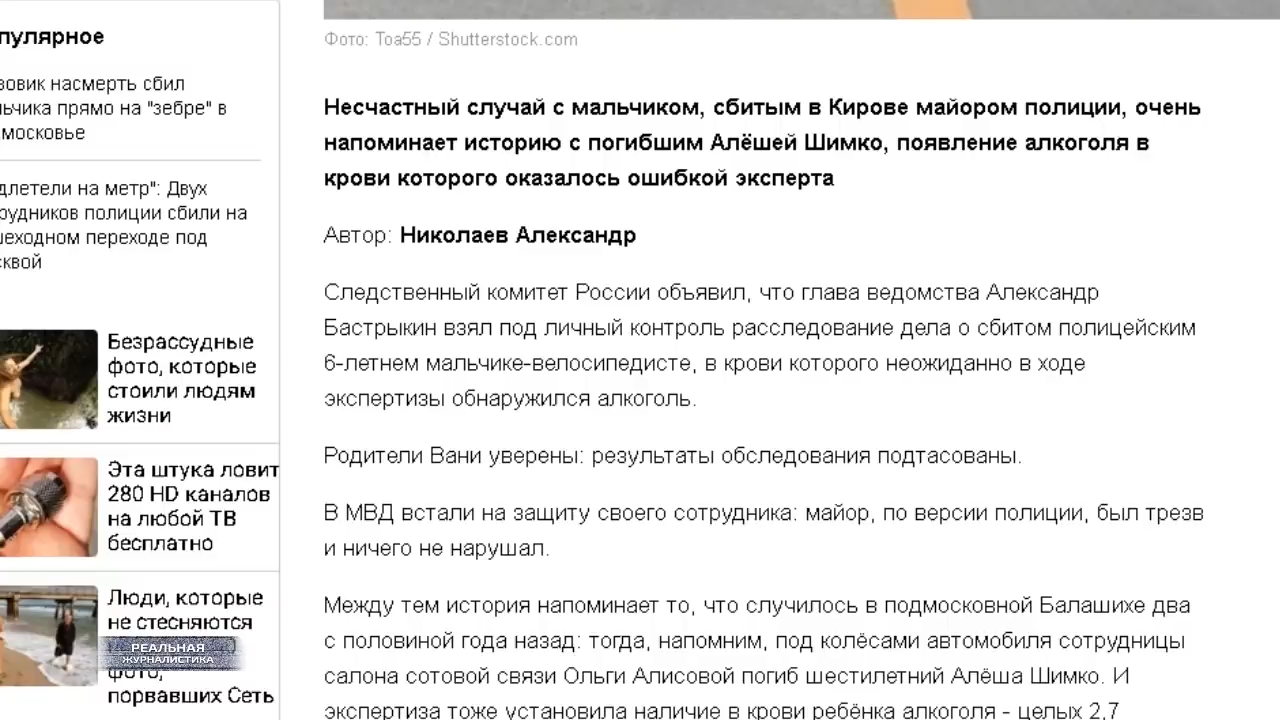 пулярное
зовик насмерть сбил
ьчика прямо на "зебре" в
московье
длетели на метр": Двух
рудников полиции сбили на
еходном переходе под
сквой
Безрассудные
фото, которые
стоили людям
жизни
Эта штука ловит
280 HD каналов
на любой ТВ
бесплатно
Люди, которые
не стесняются
РЕАЛЬНАЯ
ЖУРНАЛИСТИКА
фото,
порвавших Сеть
Фото: Toa55 / Shutterstock.com
Несчастный случай с мальчиком, сбитым в Кирове майором полиции, очень
напоминает историю с погибшим Алёшей Шимко, появление алкоголя в
крови которого оказалось ошибкой эксперта
Автор: Николаев Александр
Следственный комитет России объявил, что глава ведомства Александр
Бастрыкин взял под личный контроль расследование дела о сбитом полицейским
6-летнем мальчике-велосипедисте, в крови которого неожиданно в ходе
экспертизы обнаружился алкоголь.
Родители Вани уверены: результаты обследования подтасованы.
В МВД встали на защиту своего сотрудника: майор, по версии полиции, был трезв
и ничего не нарушал.
Между тем история напоминает то, что случилось в подмосковной Балашихе два
с половиной года назад: тогда, напомним, под колёсами автомобиля сотрудницы
салона сотовой связи Ольги Алисовой погиб шестилетний Алёша Шимко. И
экспертиза тоже установила наличие в крови ребёнка алкоголя - целых 2,7